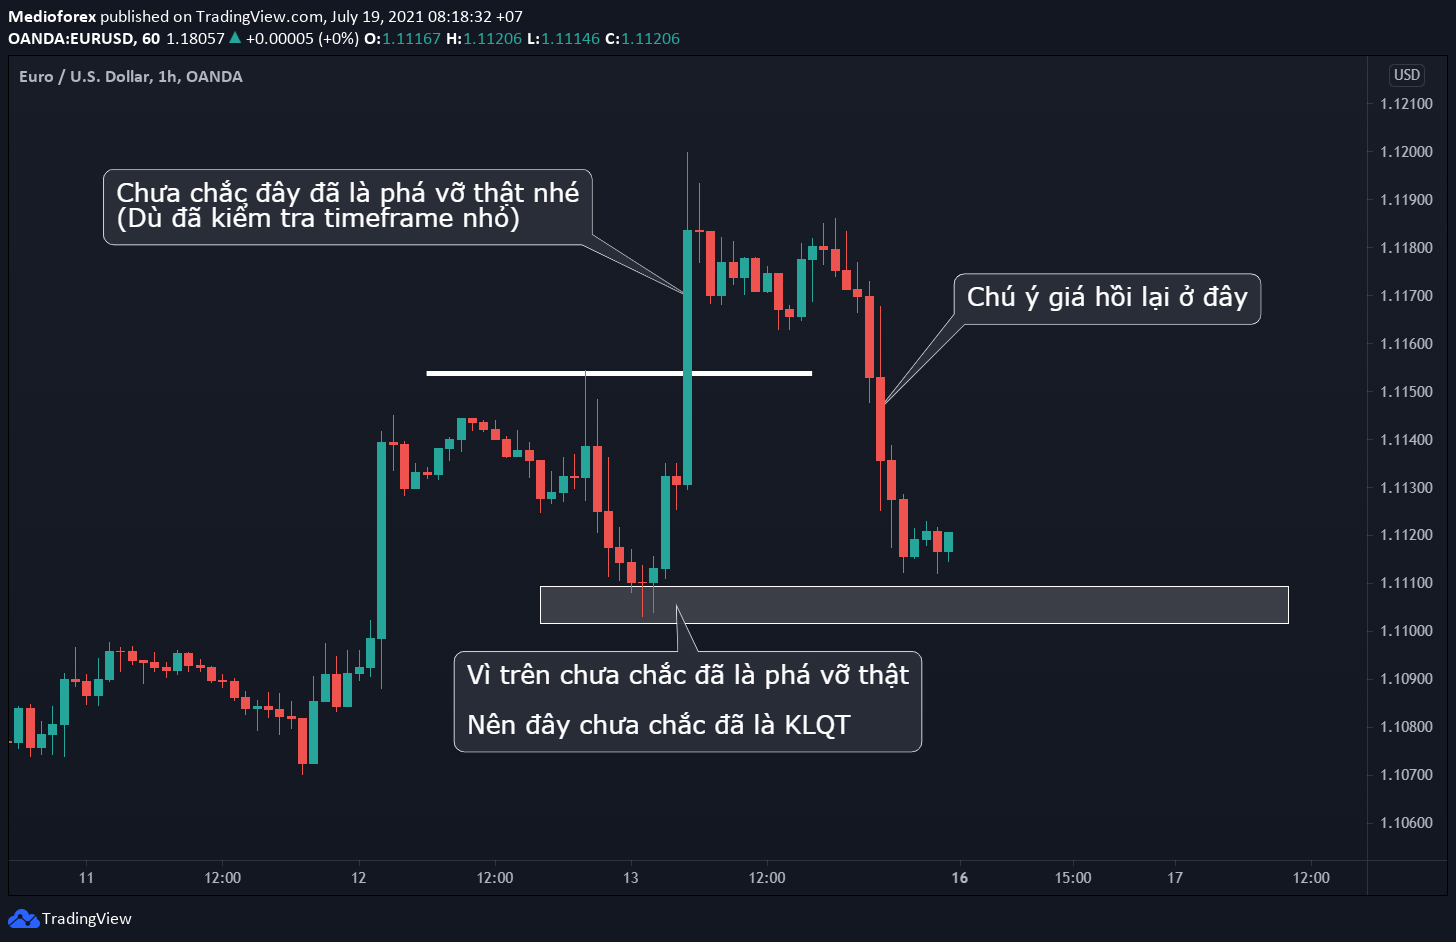 Medioforex published on TradingView.com, July 19, 2021 08:18:32 +07
OANDA:EURUSD, 60 1.18057 ▲ +0.00005 (+0%) O:1.11167 H:1.11206 L:1.11146 C:1.11206
Euro / U.S. Dollar, 1h, OANDA
USD
1.12100
1.12000
1.11900
1.11800
1.11700
1.11600
1.11500
1.11400
1.11300
1.11200
1.11100
1.11000
1.10900
1.10800
1.10700
1.10600
Chưa chắc đây đã là phá vỡ thật nhé
(Dù đã kiểm tra timeframe nhỏ)
Chú ý giá hồi lại ở đây
Vì trên chưa chắc đã là phá vỡ thật
Nên đây chưa chắc đã là KLQT
11 12:00 12 12:00 13 12:00 16 15:00 17 12:00
TradingView